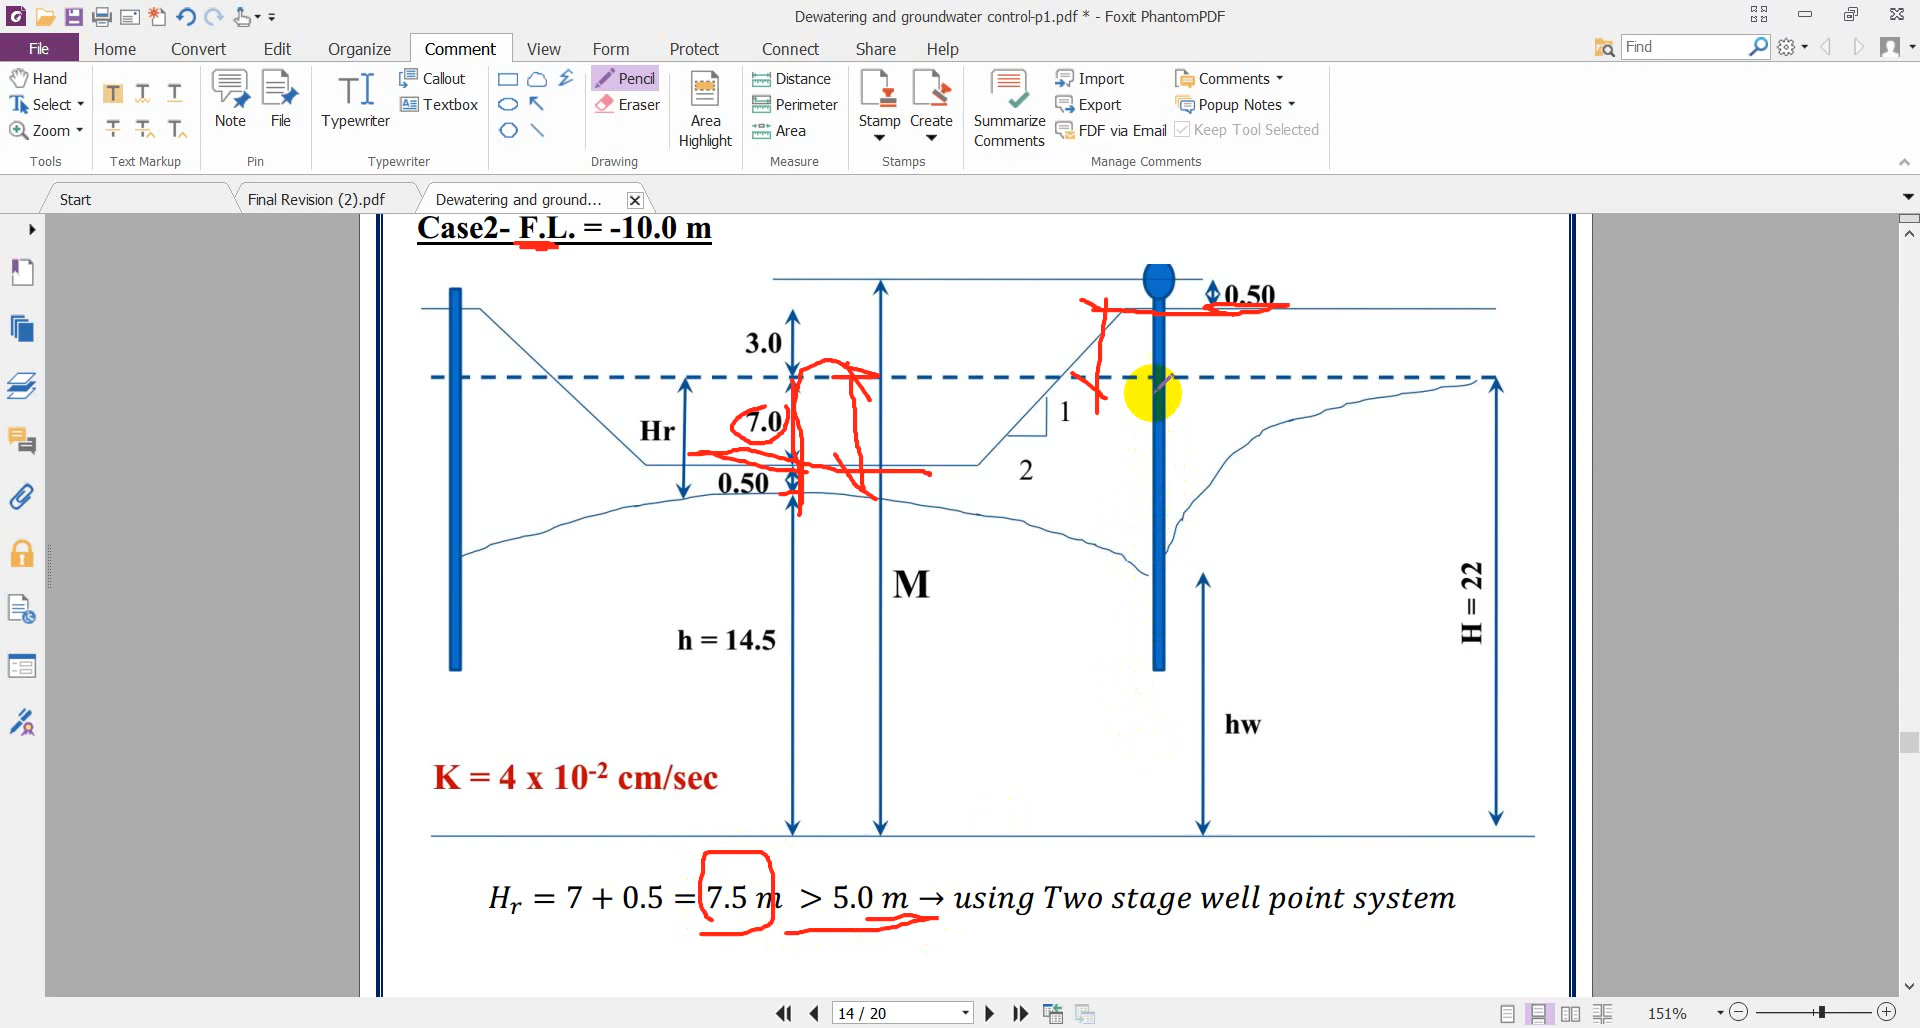 Dewatering and groundwater control-p1.pdf * - Foxit PhantomPDF
File Home Convert Edit Organize Comment View Form Protect Connect Share Help Find
Hand
Select
Zoom
Tools
Text Markup
Note
File
Pin
Typewriter
Callout
Textbox
Typewriter
Pencil
Eraser
Drawing
Area Highlight
Distance
Perimeter
Area
Measure
Stamp
Create
Stamps
Summarize Comments
Import
Export
FDF via Email
Comments
Popup Notes
Keep Tool Selected
Manage Comments
Start Final Revision (2).pdf Dewatering and ground...
Case2- F.L. = -10.0 m
0.50
3.0
7.0
Hr
1
2
0.50
M
H = 22
h = 14.5
hw
K = 4 x 10⁻² cm/sec
Hᵣ = 7 + 0.5 = 7.5 m > 5.0 m → using Two stage well point system
14 / 20
151%